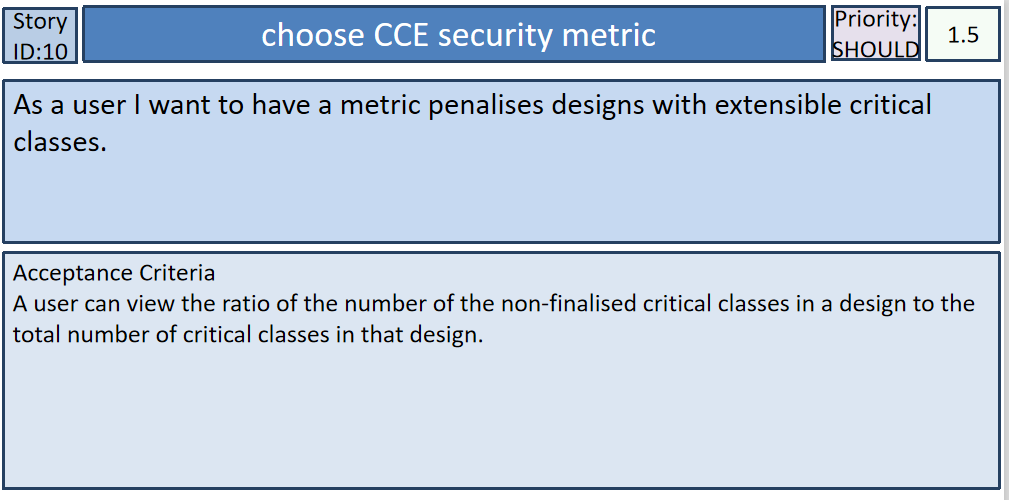 Story
ID:10
choose CCE security metric
Priority:
SHOULD
1.5
As a user I want to have a metric penalises designs with extensible critical
classes.
Acceptance Criteria
A user can view the ratio of the number of the non-finalised critical classes in a design to the
total number of critical classes in that design.